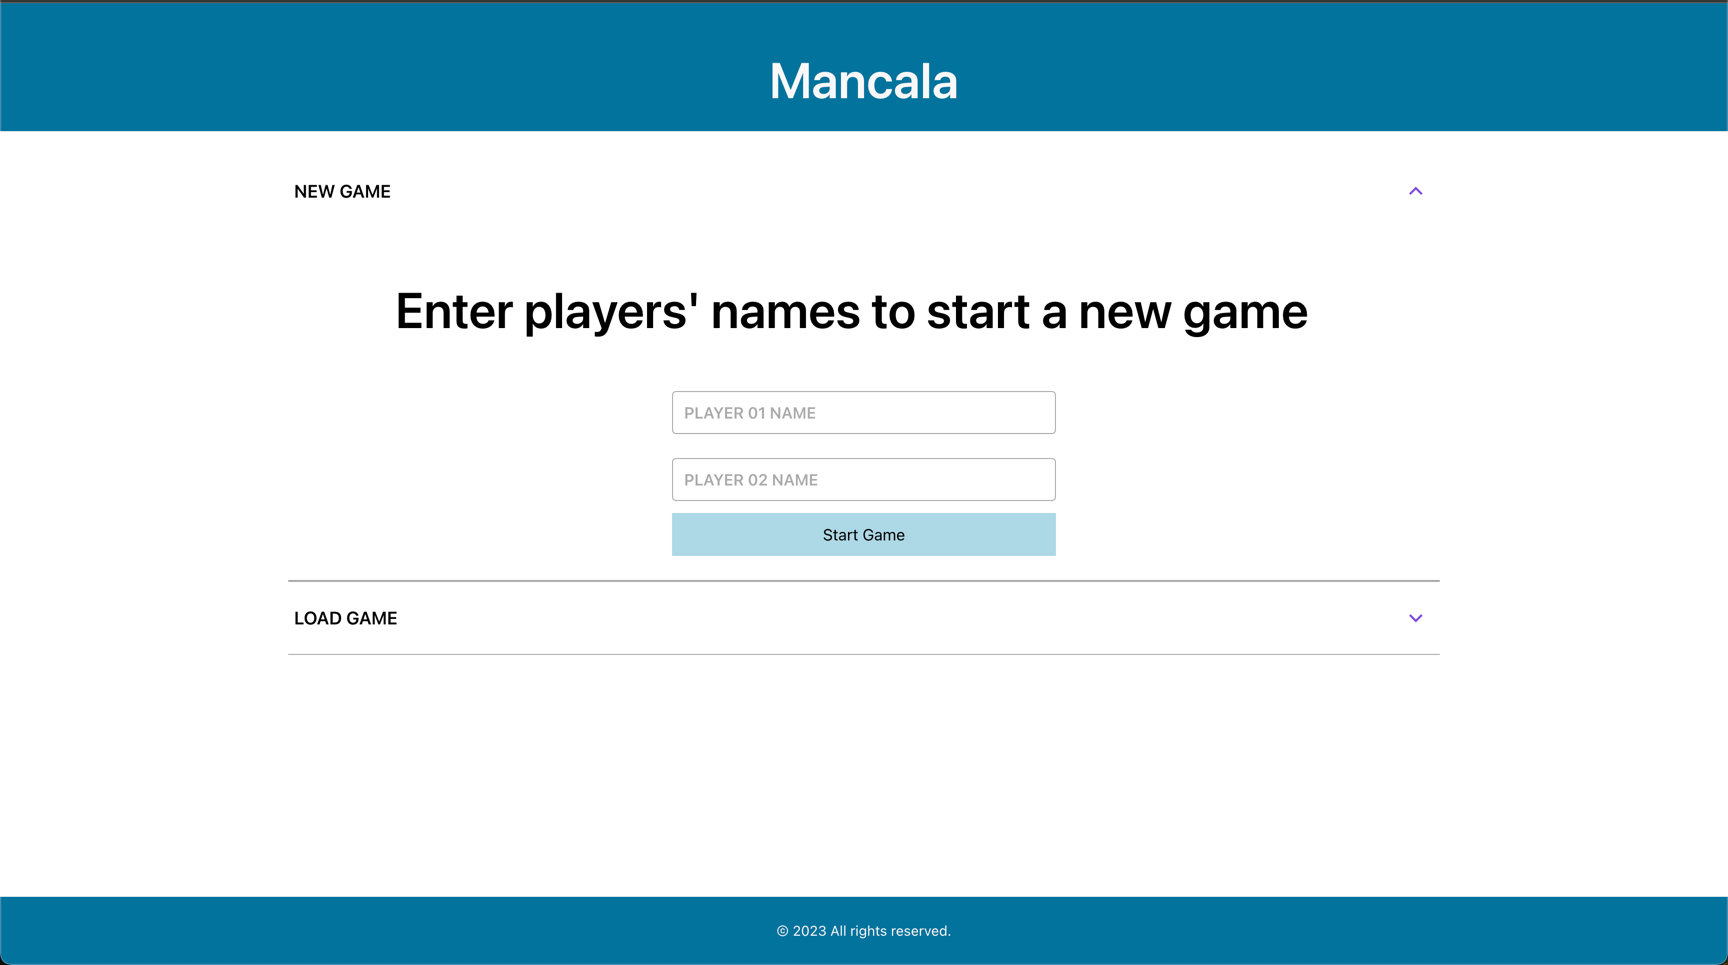 Mancala
NEW GAME
Enter players' names to start a new game
PLAYER 01 NAME
PLAYER 02 NAME
Start Game
LOAD GAME
© 2023 All rights reserved.